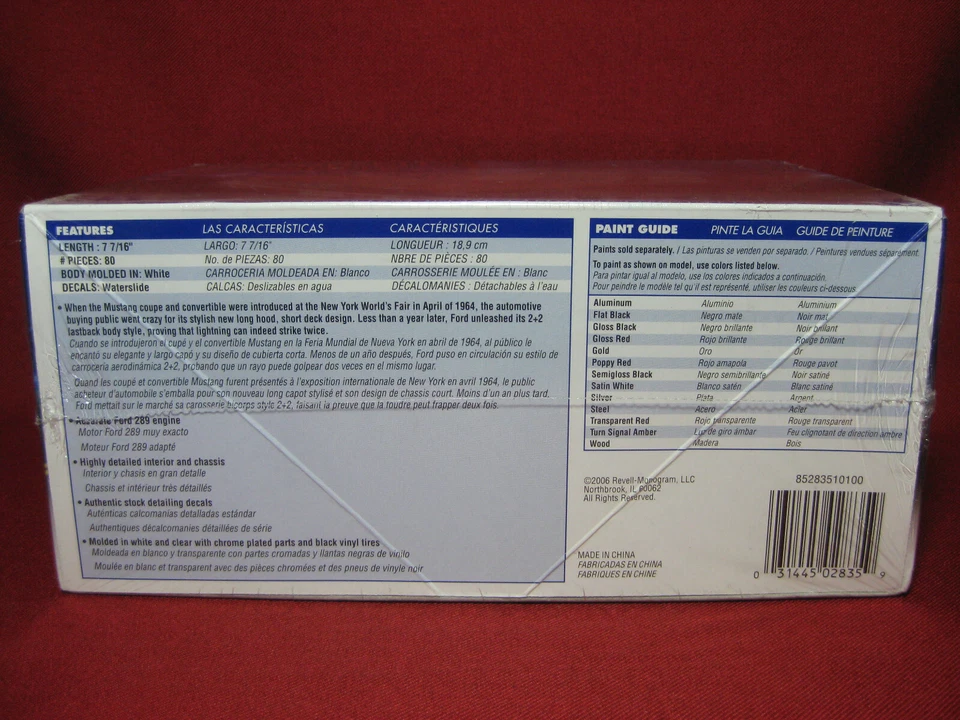 FEATURES LAS CARACTERÍSTICAS CARACTÉRISTIQUES
LENGTH : 7 7/16" LARGO: 7 7/16" LONGUEUR : 18,9 cm
# PIECES: 80 No. de PIEZAS: 80 NBRE DE PIÈCES : 80
BODY MOLDED IN: White CARROCERIA MOLDEADA EN: Blanco CARROSSERIE MOULÉE EN : Blanc
DECALS: Waterslide CALCAS: Deslizables en agua DÉCALOMANIES : Détachables à l'eau
• When the Mustang coupe and convertible were introduced at the New York World's Fair in April of 1964, the automotive
buying public went crazy for its stylish new long hood, short deck design. Less than a year later, Ford unleashed its 2+2
fastback body style, proving that lightning can indeed strike twice.
Cuando se introdujeron el cupé y el convertible Mustang en la Feria Mundial de Nueva York en abril de 1964, al público le
encantó su elegante y largo capó y su diseño de cubierta corta. Menos de un año después, Ford puso en circulación su estilo de
carrocería aerodinámica 2+2, probando que un rayo puede golpear dos veces en el mismo lugar.
Quand les coupé et convertible Mustang furent présentés à l'exposition internationale de New York en avril 1964, le public
acheteur d'automobile s'emballa pour son nouveau long capot stylisé et son design de chassis court. Moins d'un an plus tard,
Ford mettait sur le marché sa carosserie bicorps style 2+2, faisant la preuve que la foudre peut frapper deux fois.
• Accurate Ford 289 engine
Motor Ford 289 muy exacto
Moteur Ford 289 adapté
• Highly detailed interior and chassis
Interior y chasis en gran detalle
Chassis et intérieur très détaillés
• Authentic stock detailing decals
Auténticas calcomanías detalladas estándar
Authentiques décalcomanies détaillées de série
• Molded in white and clear with chrome plated parts and black vinyl tires
Moldeada en blanco y transparente con partes cromadas y llantas negras de vinilo
Moulée en blanc et transparent avec des pièces chromées et des pneus de vinyle noir
PAINT GUIDE PINTE LA GUIA GUIDE DE PEINTURE
Paints sold separately. / Las pinturas se venden por separado. / Peintures vendues séparement.
To paint as shown on model, use colors listed below.
Para pintar igual al modelo, use los colores indicados a continuación.
Pour peindre le modèle tel qu'il est représenté, utiliser les couleurs ci-dessous
Aluminum Aluminio Aluminium
Flat Black Negro mate Noir mat
Gloss Black Negro brillante Noir brillant
Gloss Red Rojo brillante Rouge brillant
Gold Oro Or
Poppy Red Rojo amapola Rouge pavot
Semigloss Black Negro semibrillante Noir satiné
Satin White Blanco satén Blanc satiné
Silver Plata Argent
Steel Acero Acier
Transparent Red Rojo transparente Rouge transparent
Turn Signal Amber Luz de giro ámbar Feu clignotant de direction ambre
Wood Madera Bois
©2006 Revell-Monogram, LLC
Northbrook, IL 60062
All Rights Reserved.
85283510100
MADE IN CHINA
FABRICADAS EN CHINA
FABRIQUES EN CHINE
0 31445 02835 9